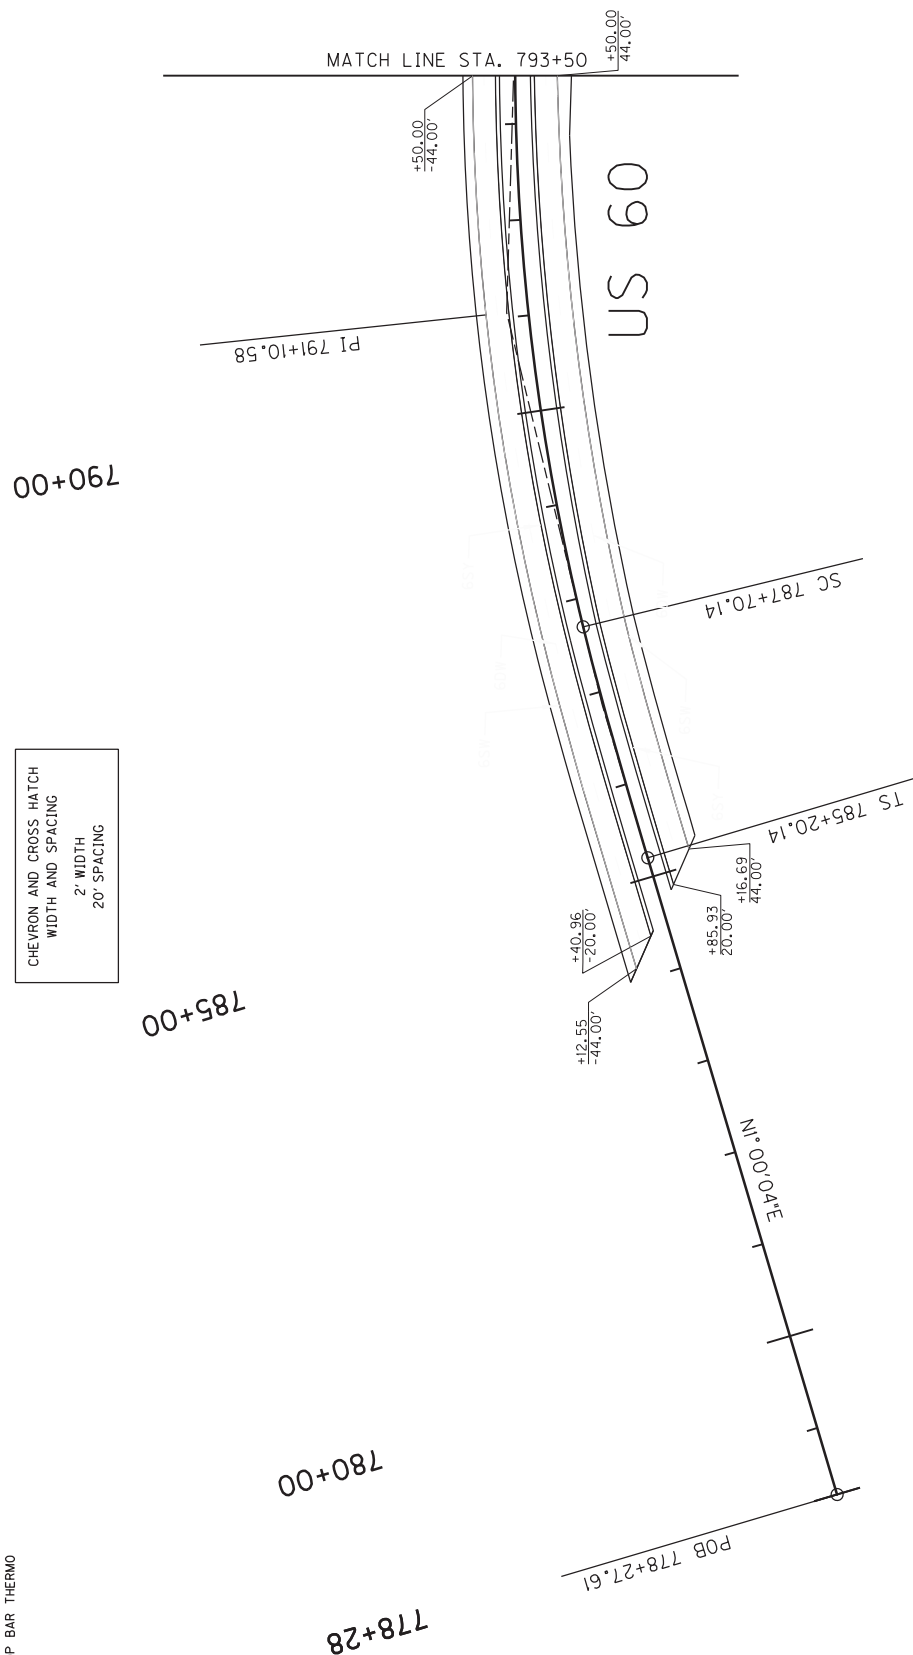 MATCH LINE STA. 793+50
+50.00
44.00'
+50.00
-44.00'
US 60
PI 791+10.58
790+00
SC 787+70.14
CHEVRON AND CROSS HATCH
WIDTH AND SPACING
2' WIDTH
20' SPACING
TS 785+20.14
+16.69
44.00'
+85.93
20.00'
+40.96
-20.00'
+12.55
-44.00'
785+00
N1°00'04"E
780+00
POB 778+27.61
778+28
P BAR THERMO